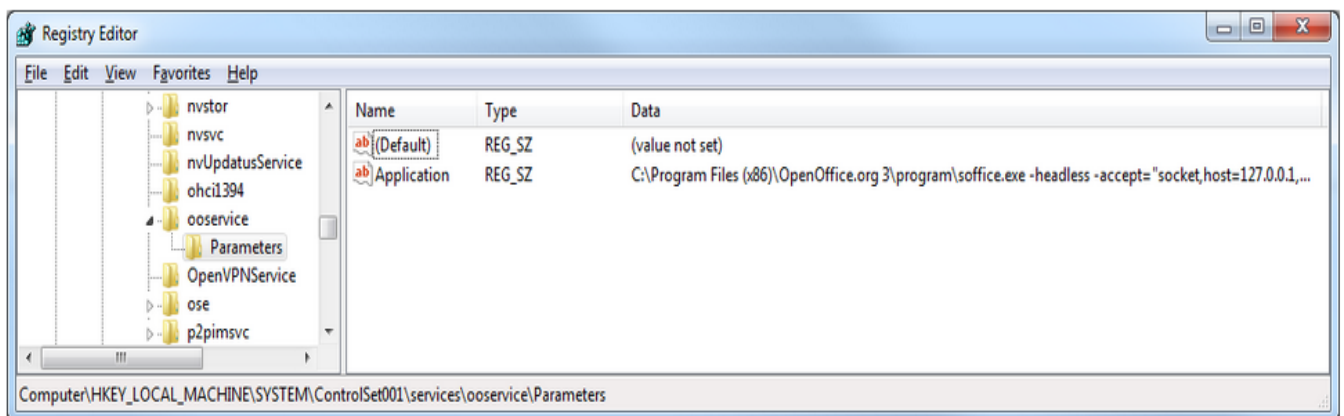 Registry Editor
File Edit View Favorites Help
nvstor
nvsvc
nvUpdatusService
ohci1394
ooservice
Parameters
OpenVPNService
ose
p2pimsvc
Name Type Data
ab (Default) REG_SZ (value not set)
ab Application REG_SZ C:\Program Files (x86)\OpenOffice.org 3\program\soffice.exe -headless -accept="socket,host=127.0.0.1,...
Computer\HKEY_LOCAL_MACHINE\SYSTEM\ControlSet001\services\ooservice\Parameters